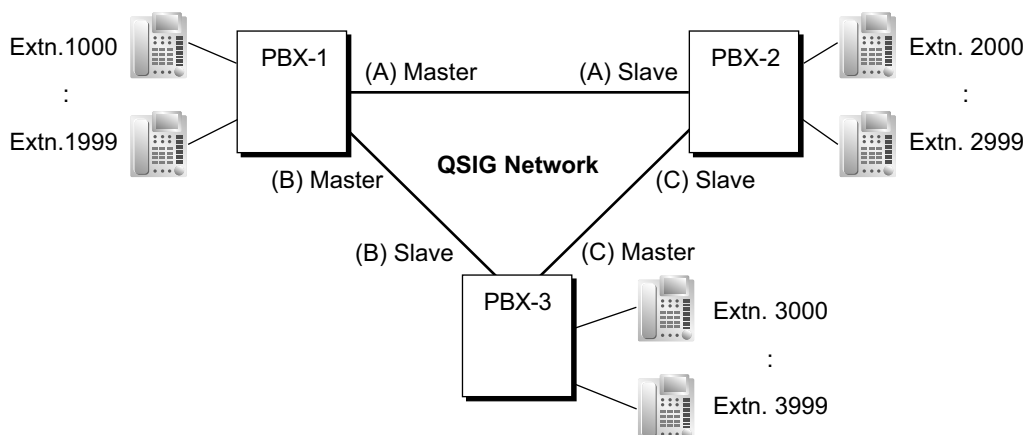 Extn.1000
:
Extn.1999
PBX-1
(A) Master
(A) Slave
PBX-2
Extn. 2000
:
Extn. 2999
(B) Master
QSIG Network
(C) Slave
(B) Slave
(C) Master
PBX-3
Extn. 3000
:
Extn. 3999